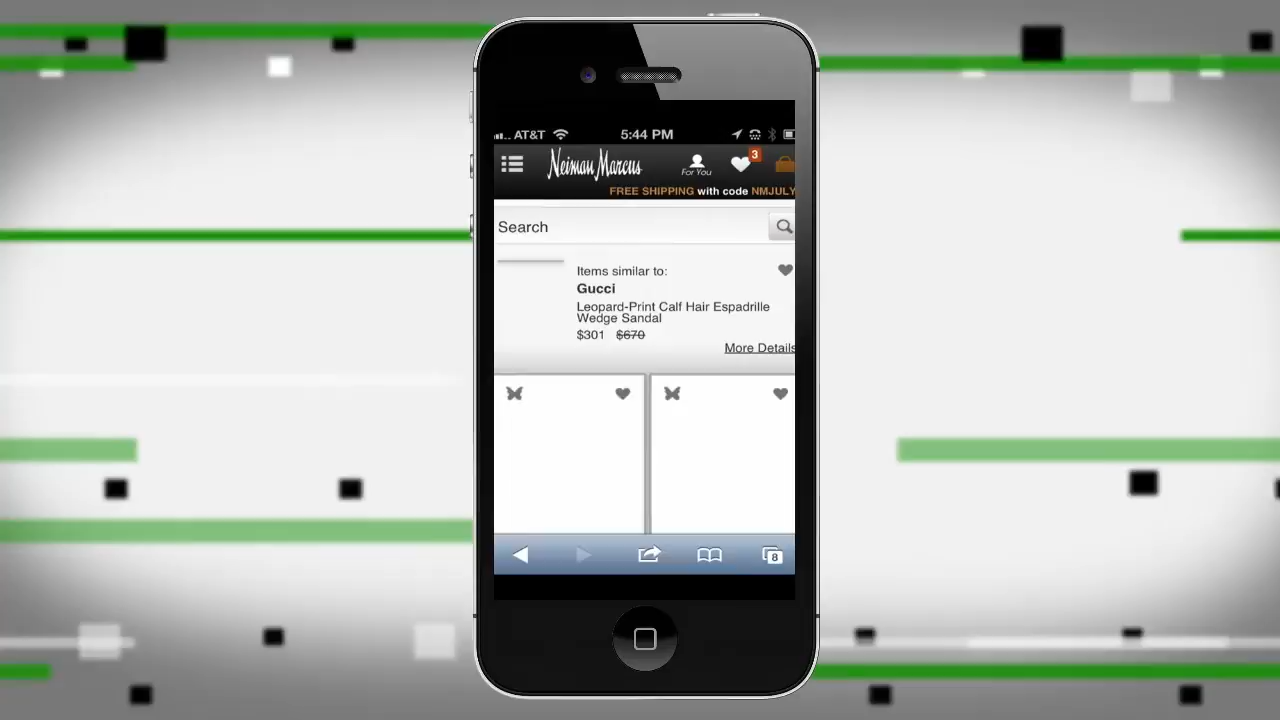 AT&T 5:44 PM
Neiman Marcus For You 3
FREE SHIPPING with code NMJULY
Search
Items similar to:
Gucci
Leopard-Print Calf Hair Espadrille
Wedge Sandal
$301 $670
More Details
8